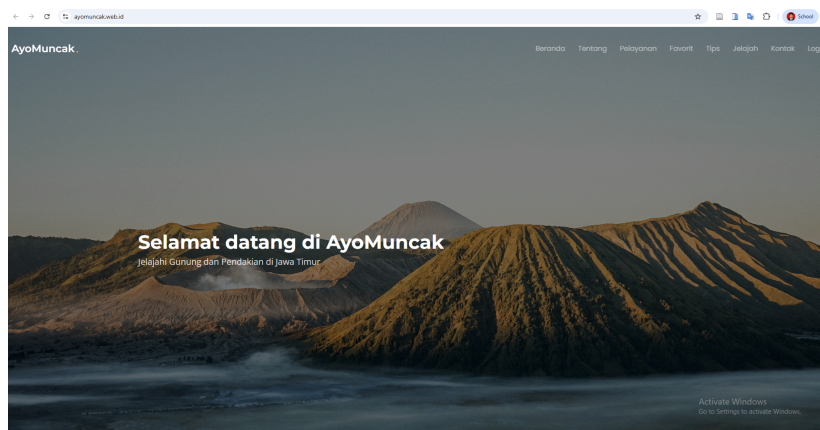 ayomuncak.web.id
School
AyoMuncak.
Beranda Tentang Pelayanan Favorit Tips Jelajah Kontak Log
Selamat datang di AyoMuncak
Jelajahi Gunung dan Pendakian di Jawa Timur
Activate Windows
Go to Settings to activate Windows.